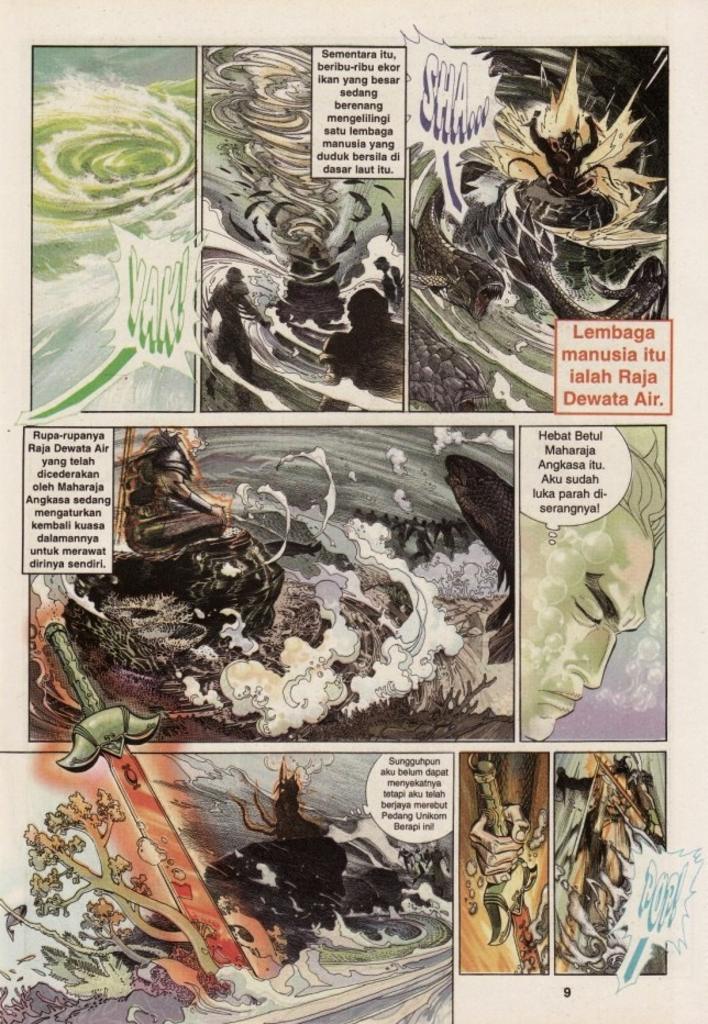 YAK!
Sementara itu,
beribu-ribu ekor
ikan yang besar
sedang
berenang
mengelilingi
satu lembaga
manusia yang
duduk bersila di
dasar laut itu.
SHA...
Lembaga
manusia itu
ialah Raja
Dewata Air.
Rupa-rupanya
Raja Dewata Air
yang telah
dicederakan
oleh Maharaja
Angkasa sedang
mengaturkan
kembali kuasa
dalamannya
untuk merawat
dirinya sendiri.
Hebat Betul
Maharaja
Angkasa itu.
Aku sudah
luka parah di-
serangnya!
Sungguhpun
aku belum dapat
menyekatnya
tetapi aku telah
berjaya merebut
Pedang Unikorn
Berapi ini!
POP!
9